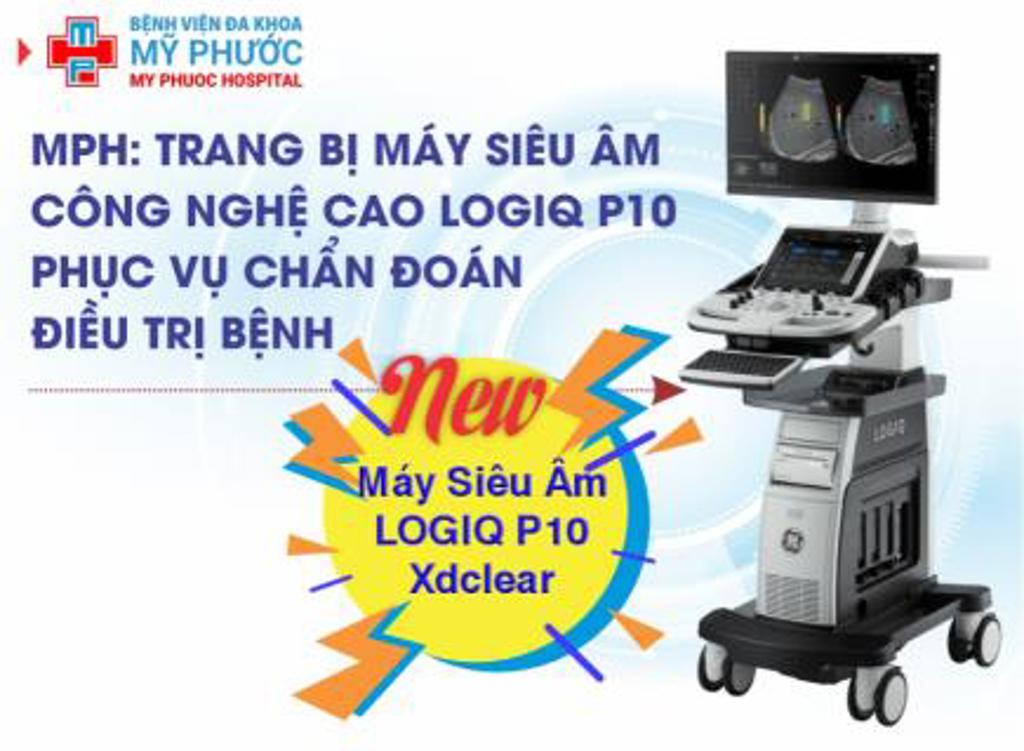 BỆNH VIỆN ĐA KHOA
MỸ PHƯỚC
MY PHUOC HOSPITAL
MPH: TRANG BỊ MÁY SIÊU ÂM
CÔNG NGHỆ CAO LOGIQ P10
PHỤC VỤ CHẨN ĐOÁN
ĐIỀU TRỊ BỆNH
New
Máy Siêu Âm
LOGIQ P10
Xdclear
LOGIQ